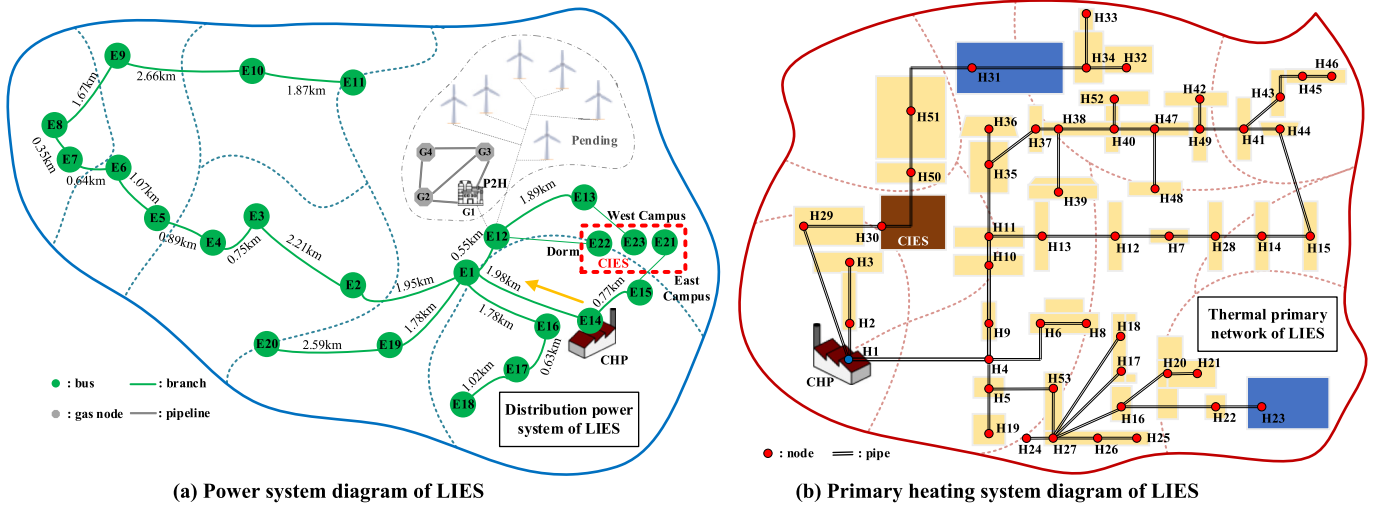 E9
2.66km
E10
1.87km
E11
1.67km
E8
0.35km
E7
0.64km
E6
1.07km
E5
0.89km
E4
0.75km
E3
2.21km
E2
1.95km
E1
0.55km
E12
1.89km
E13
Pending
G4
G3
G2
G1
P2H
West Campus
E22
E23
E21
Dorm
CIES
East
Campus
1.98km
0.77km
E15
E14
CHP
1.78km
E16
0.63km
E17
1.02km
E18
1.78km
E19
2.59km
E20
: bus
: branch
: gas node
: pipeline
Distribution power
system of LIES
(a) Power system diagram of LIES
H33
H34
H32
H31
H51
H50
H29
H30
CIES
H3
H2
H1
CHP
H36
H35
H37
H38
H52
H40
H39
H47
H48
H42
H49
H41
H43
H45
H46
H44
H11
H13
H12
H7
H28
H14
H15
H10
H9
H4
H6
H8
H5
H53
H19
H18
H17
H20
H21
H16
H22
H23
H24
H27
H26
H25
Thermal primary
network of LIES
: node
: pipe
(b) Primary heating system diagram of LIES